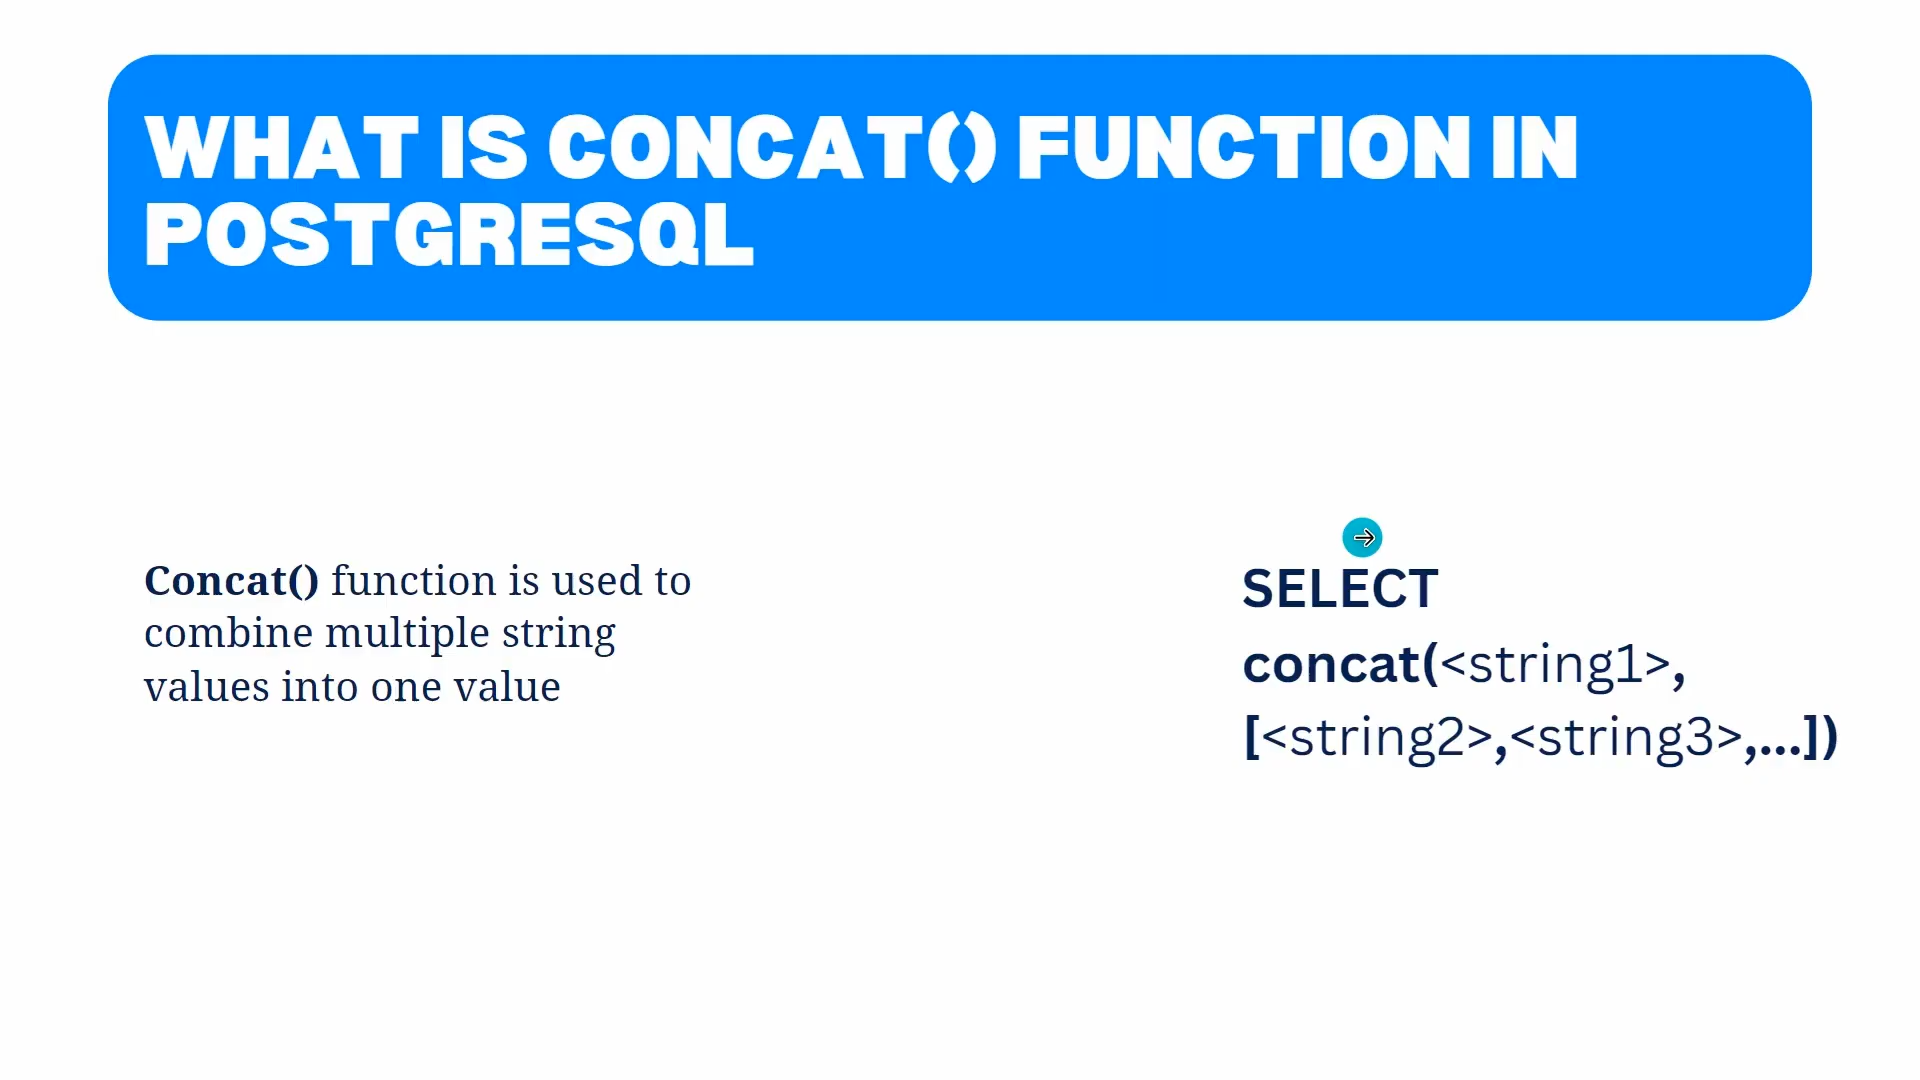 WHAT IS CONCAT() FUNCTION IN
POSTGRESQL
Concat() function is used to
combine multiple string
values into one value
SELECT
concat(<string1>,
[<string2>,<string3>,...])